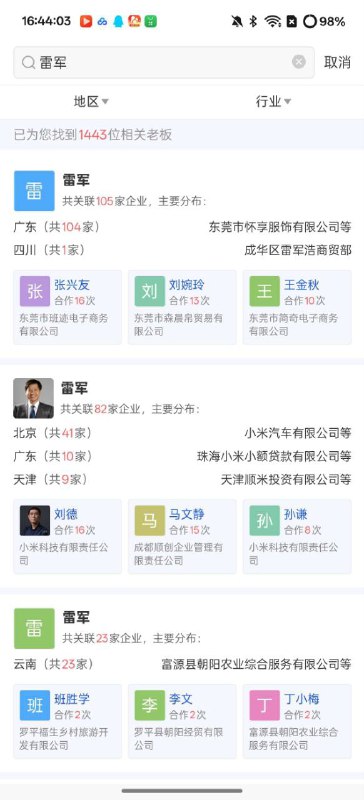 16:44:03
98%
雷军
取消
地区
行业
已为您找到1443位相关老板
雷
雷军
共关联105家企业，主要分布：
广东（共104家） 东莞市怀享服饰有限公司等
四川（共1家） 成华区雷军浩商贸部
张
张兴友
合作16次
东莞市班迹电子商务有限公司
刘
刘婉玲
合作13次
东莞市森晨帛贸易有限公司
王
王金秋
合作10次
东莞市简奇电子商务有限公司
雷军
共关联82家企业，主要分布：
北京（共41家） 小米汽车有限公司等
广东（共10家） 珠海小米小额贷款有限公司等
天津（共9家） 天津顺米投资有限公司等
刘德
合作16次
小米科技有限责任公司
马
马文静
合作15次
成都顺创企业管理有限责任公司
孙
孙谦
合作8次
小米科技有限责任公司
雷
雷军
共关联23家企业，主要分布：
云南（共23家） 富源县朝阳农业综合服务有限公司等
班
班胜学
合作2次
罗平福生乡村旅游开发有限公司
李
李文
合作2次
罗平县朝阳经贸有限公司
丁
丁小梅
合作2次
富源县朝阳农业综合服务有限公司